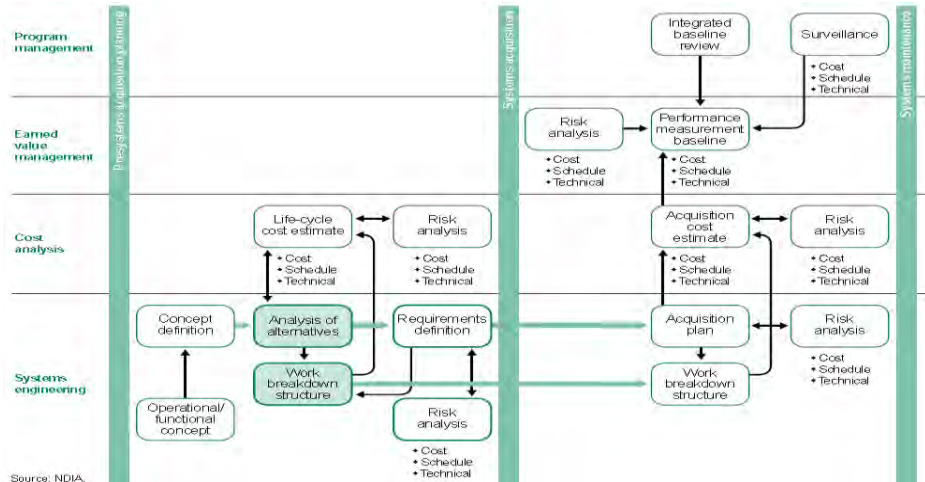 Program
management
Presystems acquisition planning
Systems acquisition
Systems maintenance
Integrated
baseline
review
Surveillance
• Cost
• Schedule
• Technical
Earned
value
management
Risk
analysis
• Cost
• Schedule
• Technical
Performance
measurement
baseline
• Cost
• Schedule
• Technical
Cost
analysis
Life-cycle
cost estimate
• Cost
• Schedule
• Technical
Risk
analysis
• Cost
• Schedule
• Technical
Acquisition
cost
estimate
• Cost
• Schedule
• Technical
Risk
analysis
• Cost
• Schedule
• Technical
Systems
engineering
Concept
definition
Analysis of
alternatives
Requirements
definition
Acquisition
plan
Risk
analysis
• Cost
• Schedule
• Technical
Operational/
functional
concept
Work
breakdown
structure
Risk
analysis
• Cost
• Schedule
• Technical
Work
breakdown
structure
Source: NDIA.